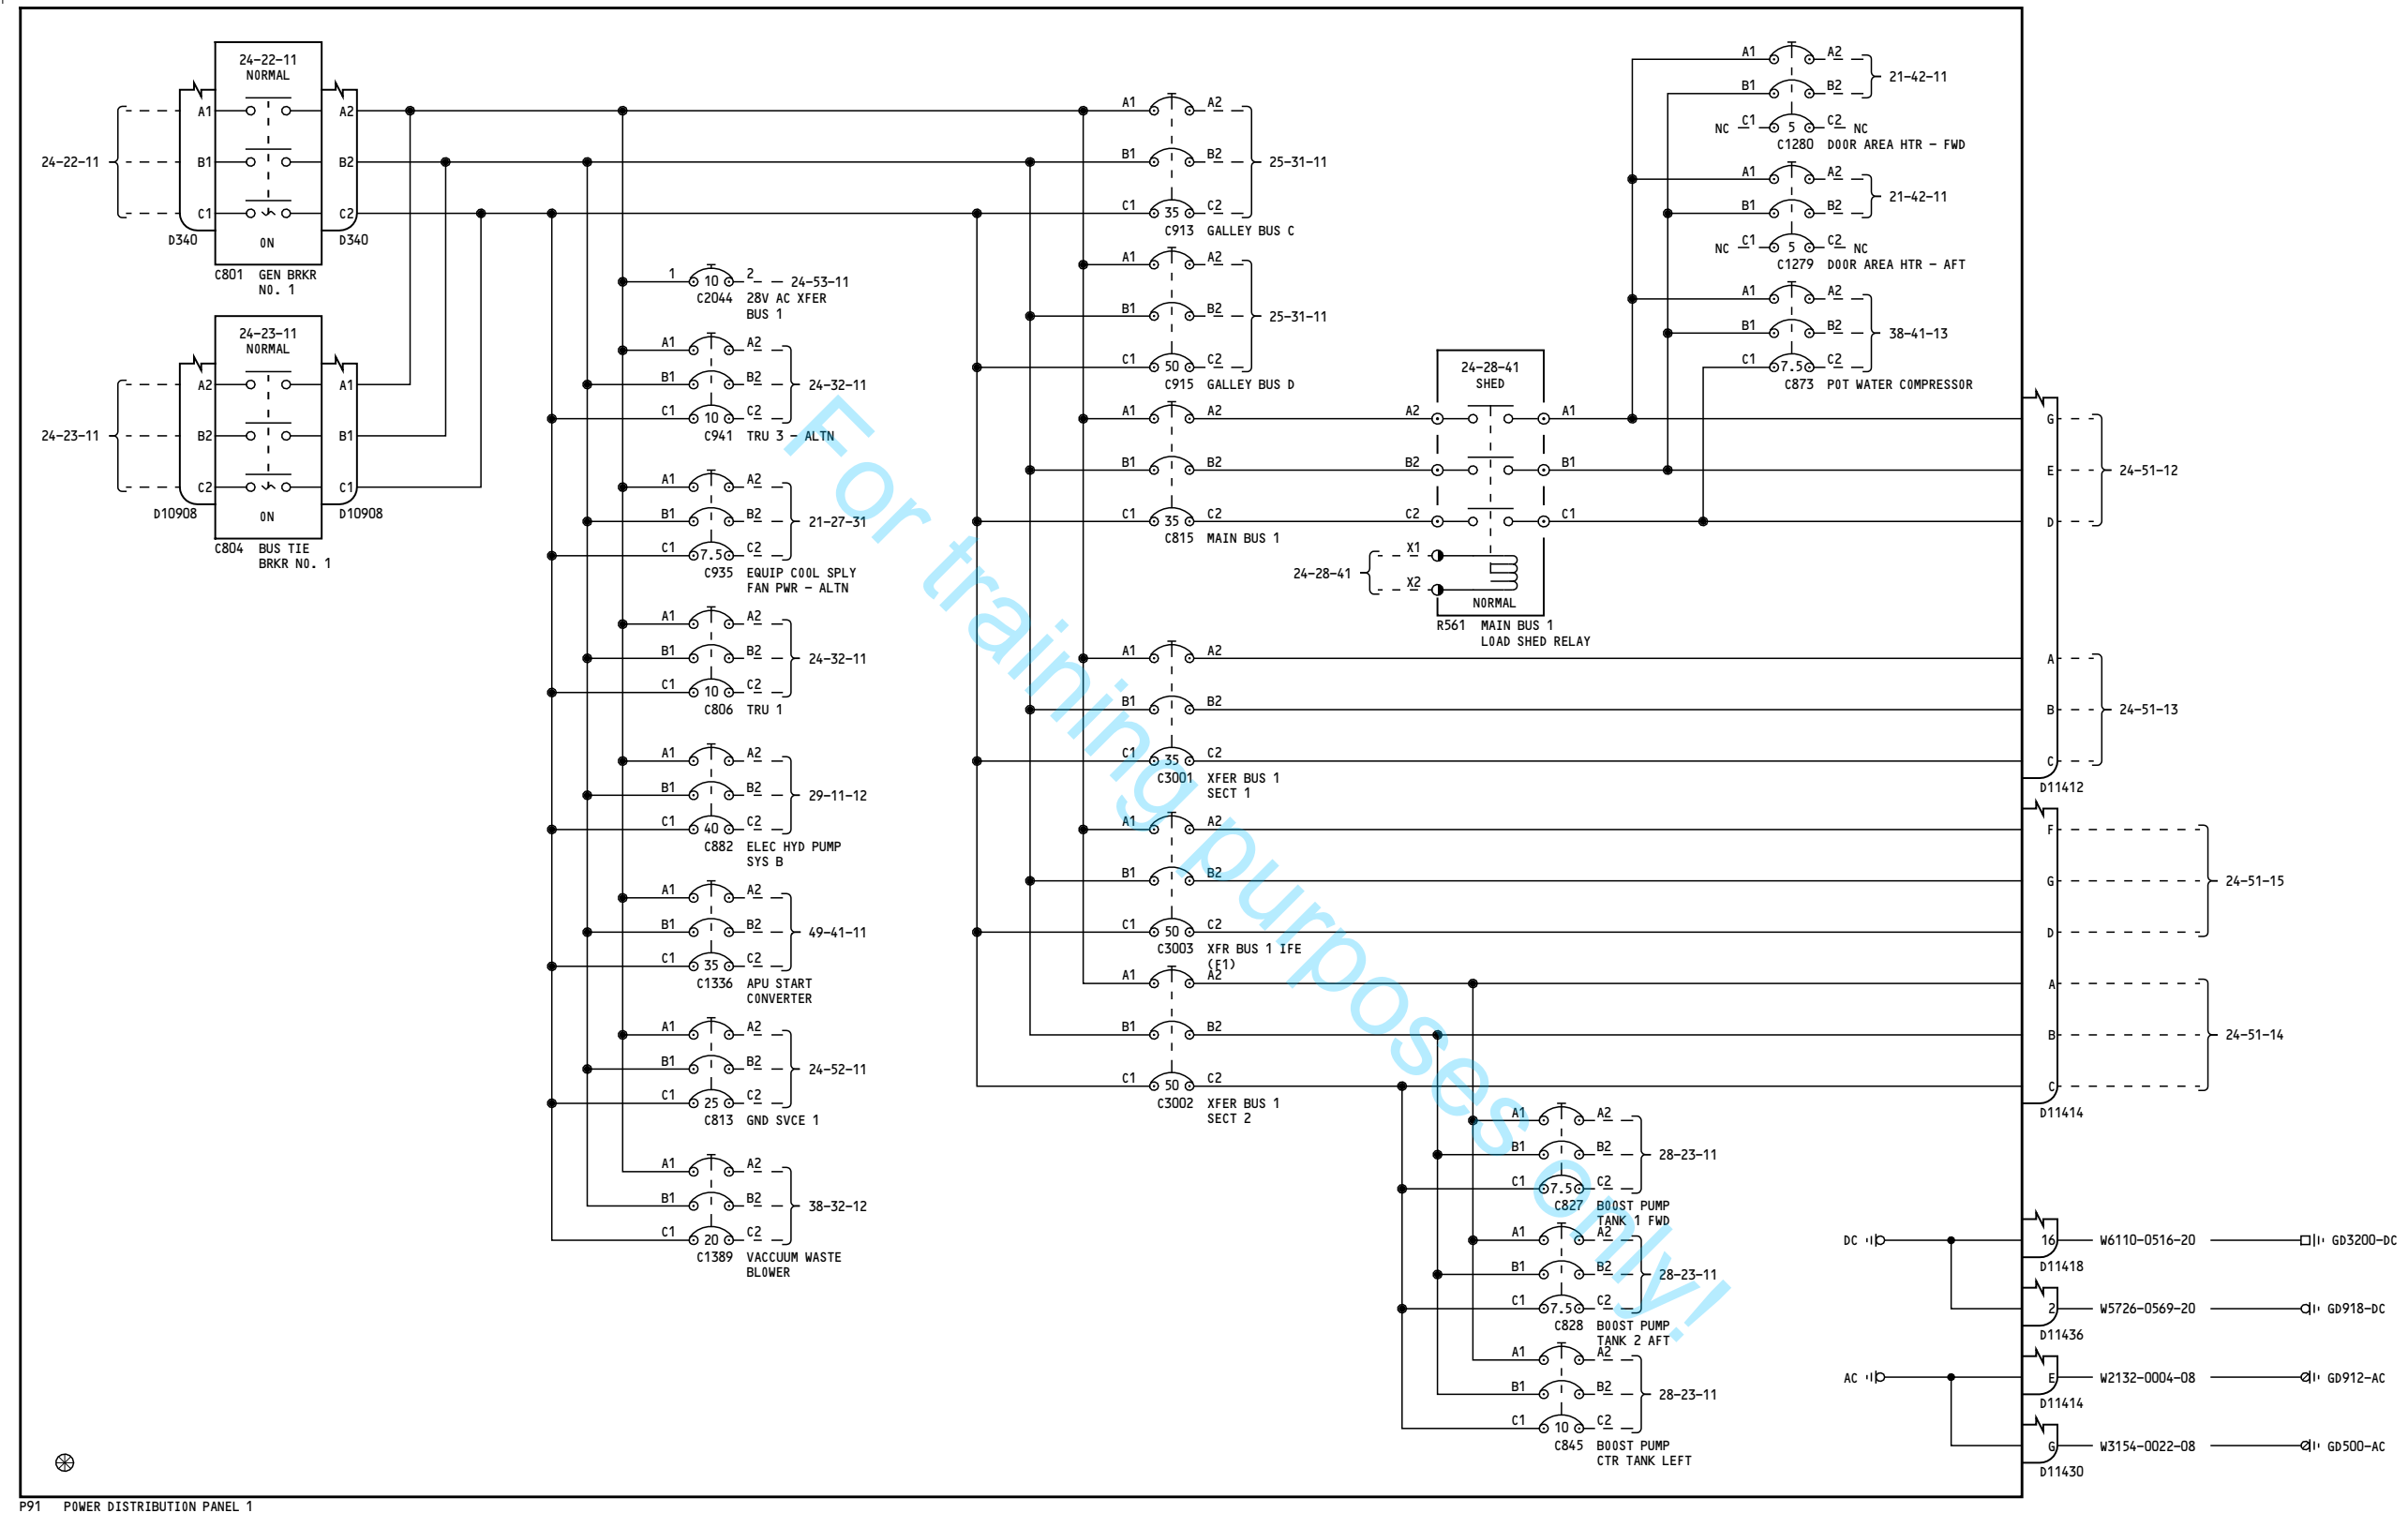 24-22-11
NORMAL
24-22-11
A1
A2
B1
B2
C1
C2
D340
ON
D340
C801 GEN BRKR
NO. 1
24-23-11
NORMAL
24-23-11
A2
A1
B2
B1
C2
C1
D10908
ON
D10908
C804 BUS TIE
BRKR NO. 1
1 10 2 24-53-11
C2044 28V AC XFER
BUS 1
A1 A2
B1 B2 24-32-11
C1 10 C2
C941 TRU 3 - ALTN
A1 A2
B1 B2 21-27-31
C1 7.5 C2
C935 EQUIP COOL SPLY
FAN PWR - ALTN
A1 A2
B1 B2 24-32-11
C1 10 C2
C806 TRU 1
A1 A2
B1 B2 29-11-12
C1 40 C2
C882 ELEC HYD PUMP
SYS B
A1 A2
B1 B2 49-41-11
C1 35 C2
C1336 APU START
CONVERTER
A1 A2
B1 B2 24-52-11
C1 25 C2
C813 GND SVCE 1
A1 A2
B1 B2 38-32-12
C1 20 C2
C1389 VACCUUM WASTE
BLOWER
A1 A2
B1 B2 25-31-11
C1 35 C2
C913 GALLEY BUS C
A1 A2
B1 B2 25-31-11
C1 50 C2
C915 GALLEY BUS D
A1 A2
B1 B2
C1 35 C2
C815 MAIN BUS 1
24-28-41
SHED
A2 A1
B2 B1
C2 C1
X1
24-28-41
X2
NORMAL
R561 MAIN BUS 1
LOAD SHED RELAY
A1 A2
B1 B2
C1 35 C2
C3001 XFER BUS 1
SECT 1
A1 A2
B1 B2
C1 50 C2
C3003 XFR BUS 1 IFE
(F1)
A1 A2
B1 B2
C1 50 C2
C3002 XFER BUS 1
SECT 2
A1 A2
B1 B2 28-23-11
C1 7.5 C2
C827 BOOST PUMP
TANK 1 FWD
A1 A2
B1 B2 28-23-11
C1 7.5 C2
C828 BOOST PUMP
TANK 2 AFT
A1 A2
B1 B2 28-23-11
C1 10 C2
C845 BOOST PUMP
CTR TANK LEFT
A1 A2
21-42-11
B1 B2
NC C1 5 C2 NC
C1280 DOOR AREA HTR - FWD
A1 A2
21-42-11
B1 B2
NC C1 5 C2 NC
C1279 DOOR AREA HTR - AFT
A1 A2
B1 B2 38-41-13
C1 7.5 C2
C873 POT WATER COMPRESSOR
G
E 24-51-12
D
A
B 24-51-13
C
D11412
F
G 24-51-15
D
A
B 24-51-14
C
D11414
DC 16 W6110-0516-20 GD3200-DC
D11418
2 W5726-0569-20 GD918-DC
D11436
AC E W2132-0004-08 GD912-AC
D11414
G W3154-0022-08 GD500-AC
D11430
P91 POWER DISTRIBUTION PANEL 1
For training purposes only!